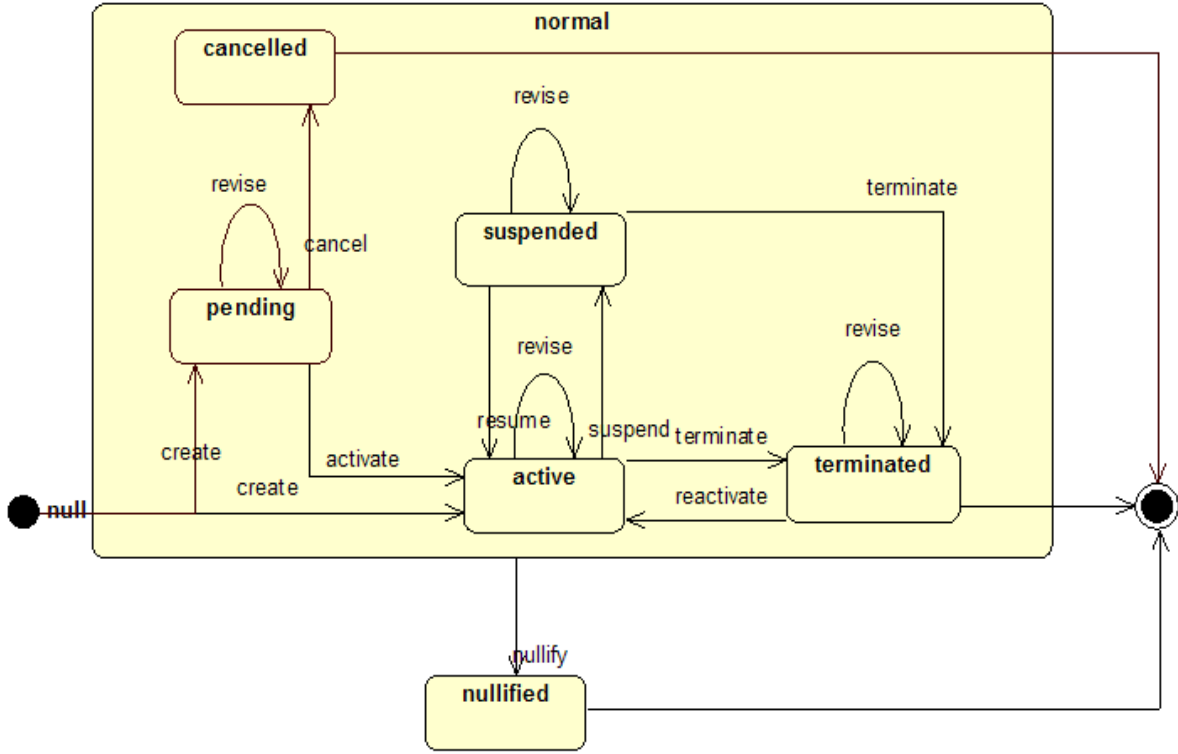 normal
cancelled
revise
revise
terminate
suspended
cancel
pending
revise
revise
resume
suspend
terminate
create
activate
active
terminated
create
reactivate
null
nullify
nullified